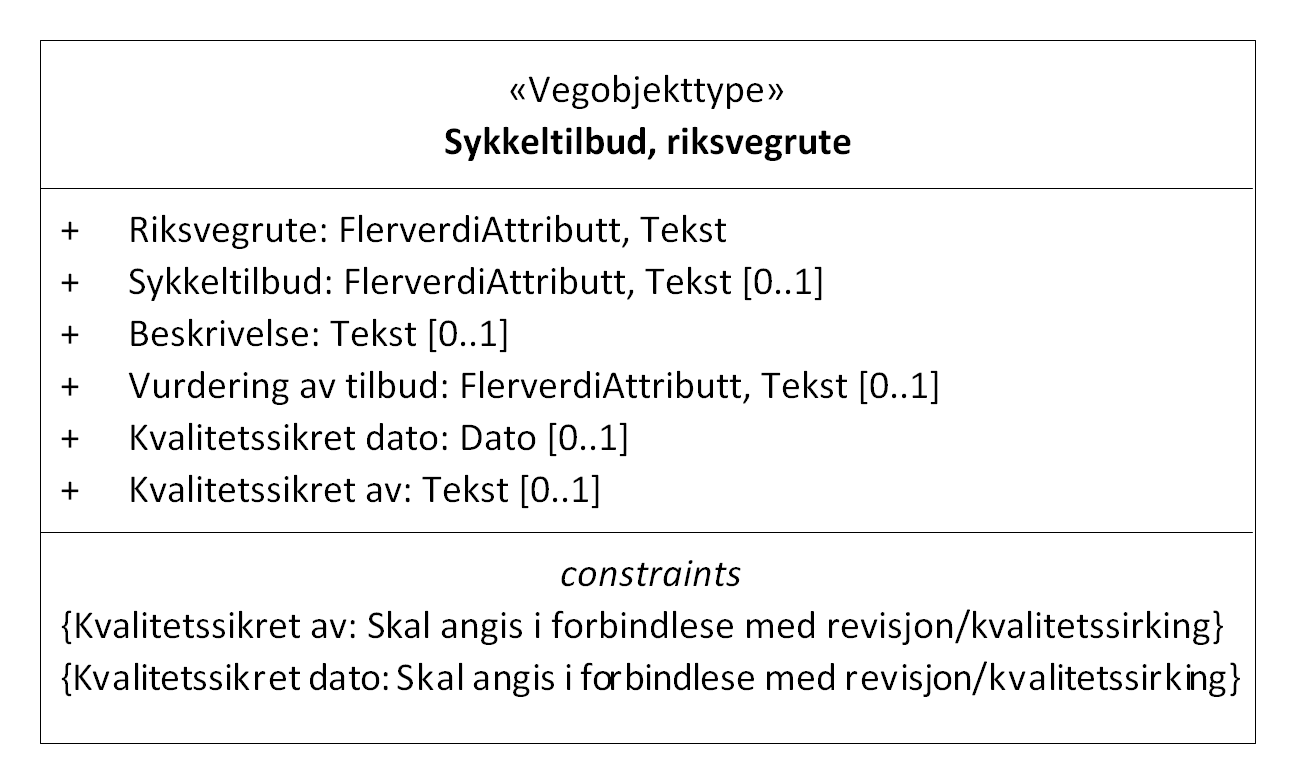 «Vegobjekttype»
Sykkeltilbud, riksvegrute
+ Riksvegrute: FlerverdiAttributt, Tekst
+ Sykkeltilbud: FlerverdiAttributt, Tekst [0..1]
+ Beskrivelse: Tekst [0..1]
+ Vurdering av tilbud: FlerverdiAttributt, Tekst [0..1]
+ Kvalitetssikret dato: Dato [0..1]
+ Kvalitetssikret av: Tekst [0..1]
constraints
{Kvalitetssikret av: Skal angis i forbindlese med revisjon/kvalitetssirking}
{Kvalitetssikret dato: Skal angis i forbindlese med revisjon/kvalitetssirking}